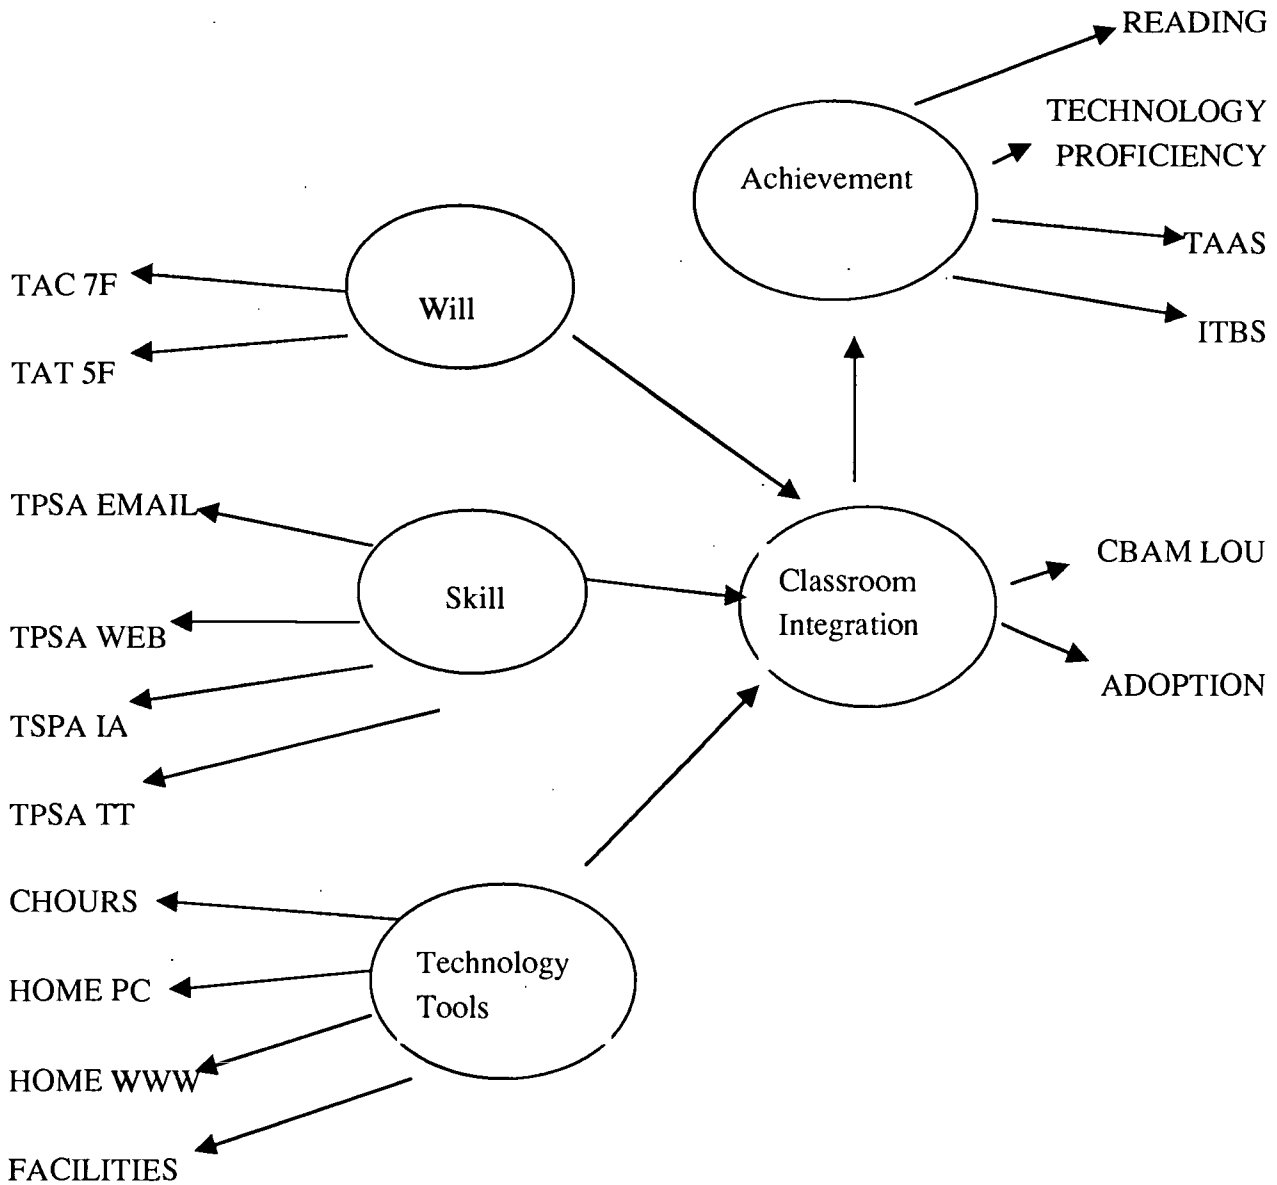 READING
TECHNOLOGY
PROFICIENCY
Achievement
TAAS
ITBS
TAC 7F
Will
TAT 5F
TPSA EMAIL
CBAM LOU
Classroom
Integration
Skill
TPSA WEB
ADOPTION
TSPA IA
TPSA TT
CHOURS
Technology
Tools
HOME PC
HOME WWW
FACILITIES